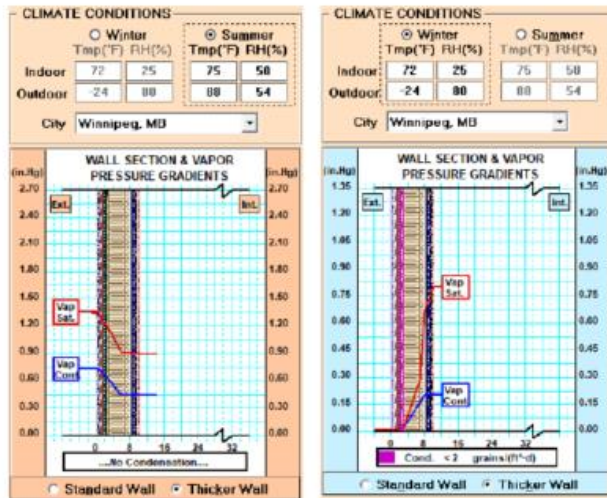 CLIMATE CONDITIONS
Winter Summer
Tmp(°F) RH(%) Tmp(°F) RH(%)
Indoor 72 25 75 50
Outdoor -24 80 88 54
City Winnipeg, MB
(in.Hg) WALL SECTION & VAPOR (in.Hg)
PRESSURE GRADIENTS
2.70 2.70
Ext. Int.
2.40 2.40
2.10 2.10
1.80 1.80
1.50 1.50
Vap
Sat.
1.20 1.20
0.90 0.90
Vap
Cont
0.60 0.60
0.30 0.30
0.00 0.00
0 8 16 24 32
....No Condensation....
Standard Wall Thicker Wall
CLIMATE CONDITIONS
Winter Summer
Tmp(°F) RH(%) Tmp(°F) RH(%)
Indoor 72 25 75 50
Outdoor -24 80 88 54
City Winnipeg, MB
(in.Hg) WALL SECTION & VAPOR (in.Hg)
PRESSURE GRADIENTS
1.35 1.35
Ext. Int.
1.20 1.20
1.05 1.05
0.90 0.90
0.75 0.75
Vap
Sat.
0.60 0.60
0.45 0.45
0.30 0.30
Vap
Cont
0.15 0.15
0.00 0.00
0 8 16 24 32
Cond. < 2 grains/(ft²-d)
Standard Wall Thicker Wall